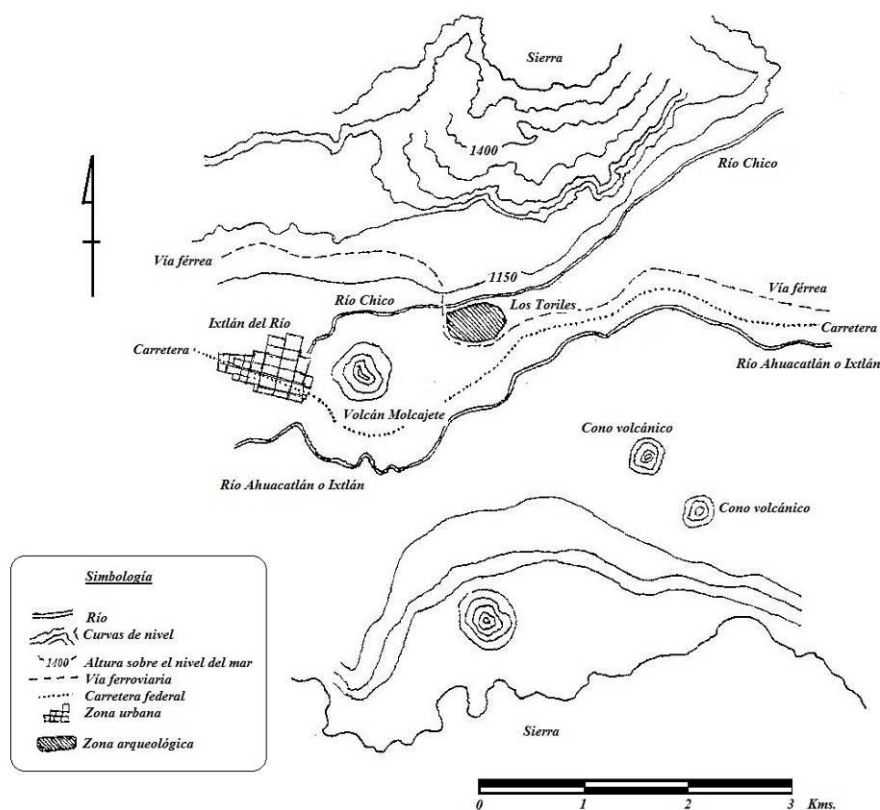 Sierra
1400
Río Chico
Vía férrea
1150
Río Chico
Los Toriles
Vía férrea
Ixtlán del Río
Carretera
Carretera
Río Ahuacatlán o Ixtlán
Volcán Molcajete
Cono volcánico
Río Ahuacatlán o Ixtlán
Cono volcánico
Simbología
Río
Curvas de nivel
1400 Altura sobre el nivel del mar
Vía ferroviaria
Carretera federal
Zona urbana
Zona arqueológica
Sierra
0 1 2 3 Kms.